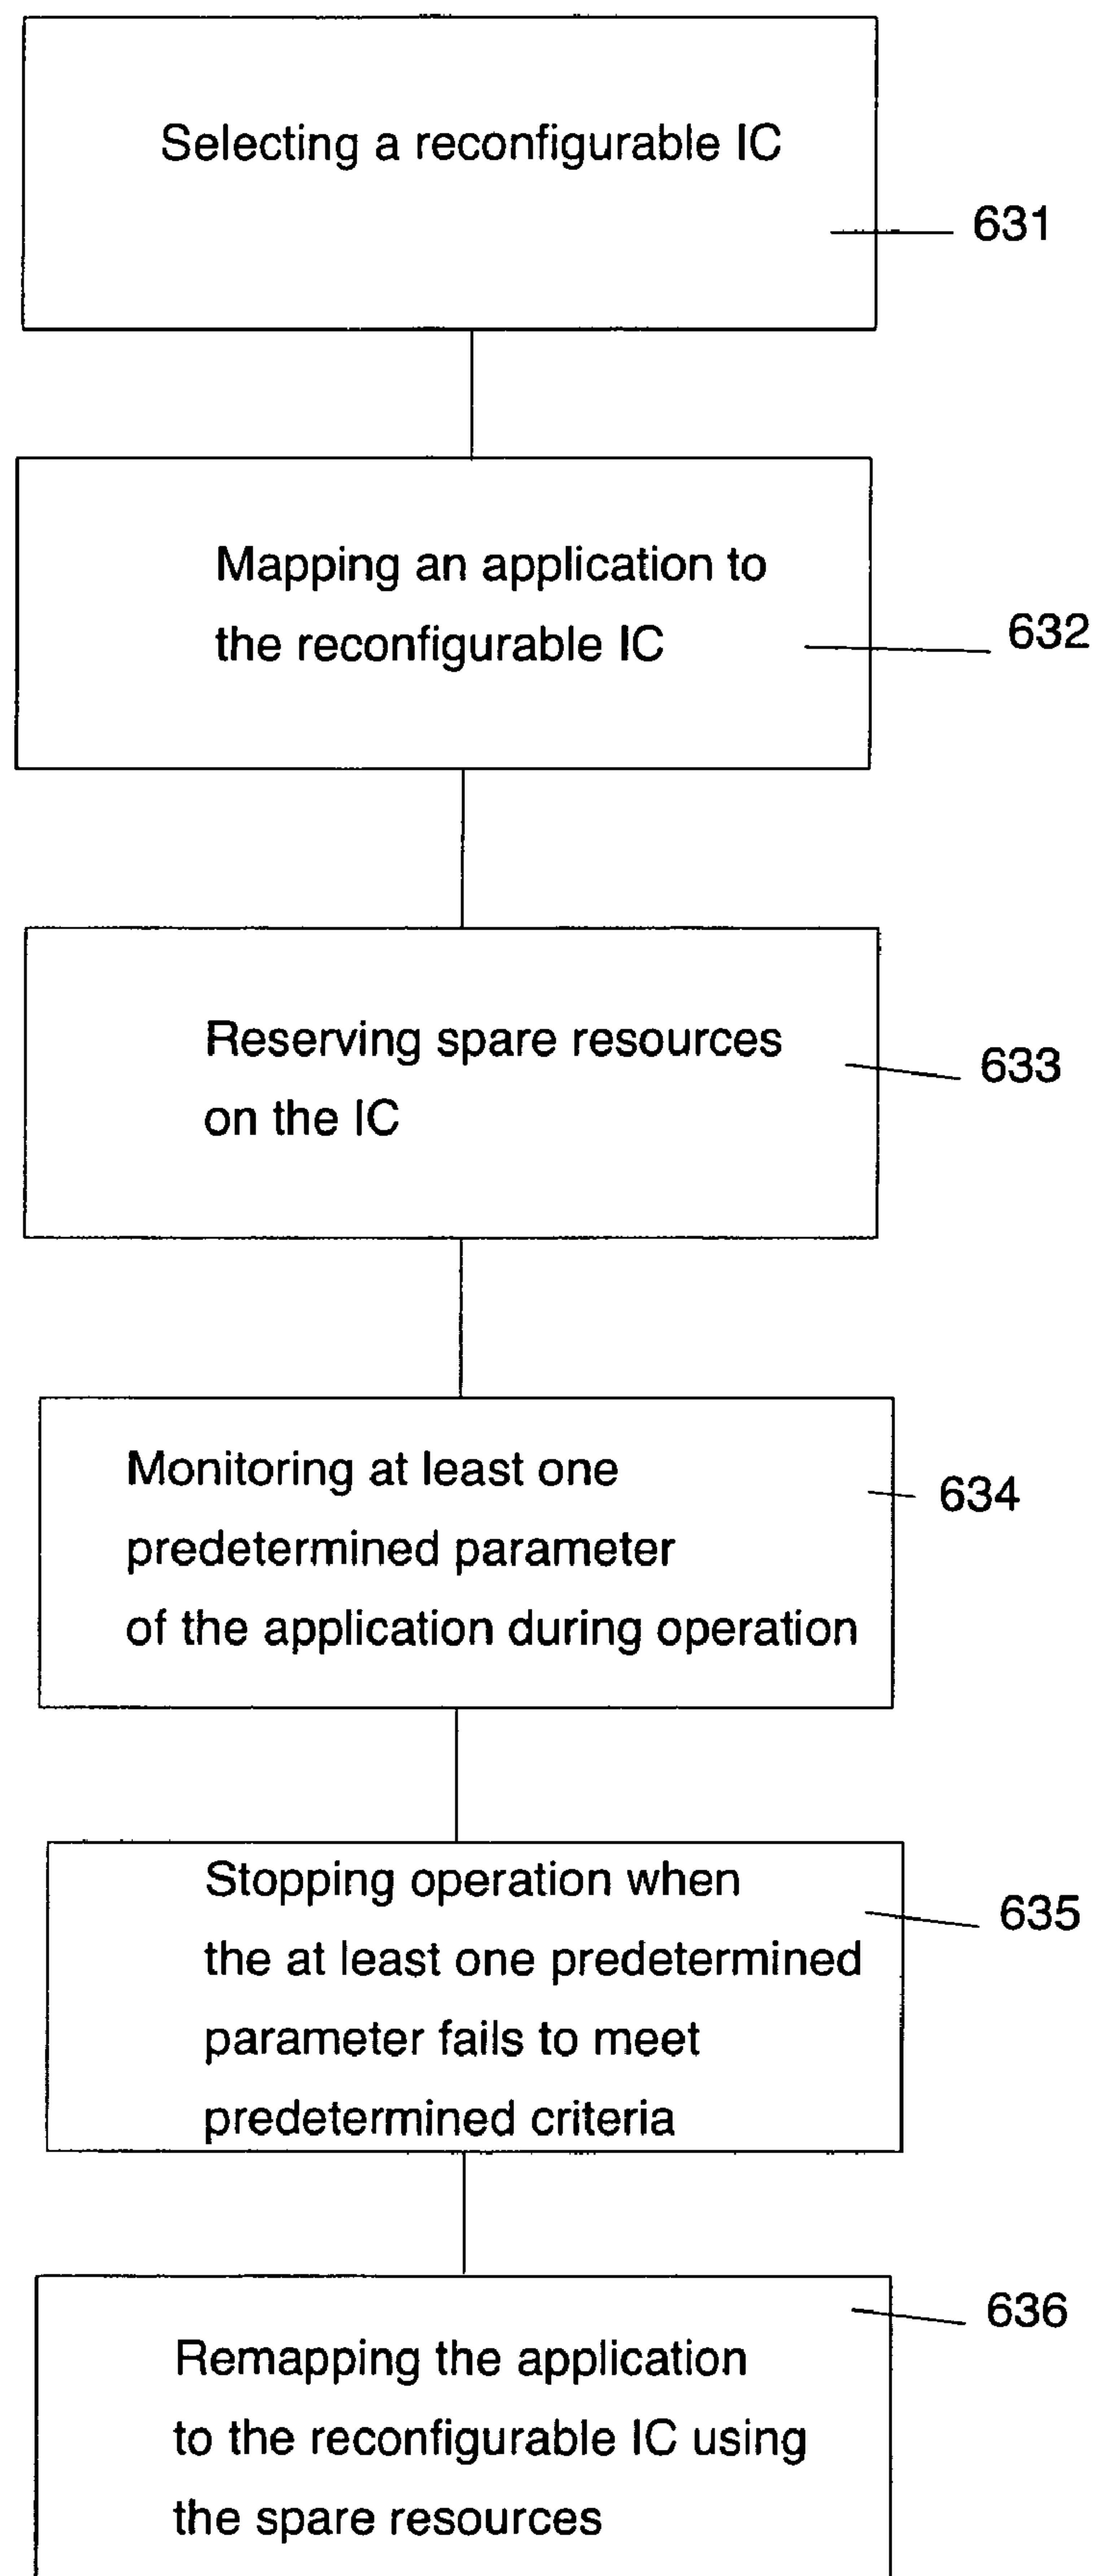 Selecting a reconfigurable IC
631
Mapping an application to
the reconfigurable IC
632
Reserving spare resources
on the IC
633
Monitoring at least one
predetermined parameter
of the application during operation
634
Stopping operation when
the at least one predetermined
parameter fails to meet
predetermined criteria
635
Remapping the application
to the reconfigurable IC using
the spare resources
636